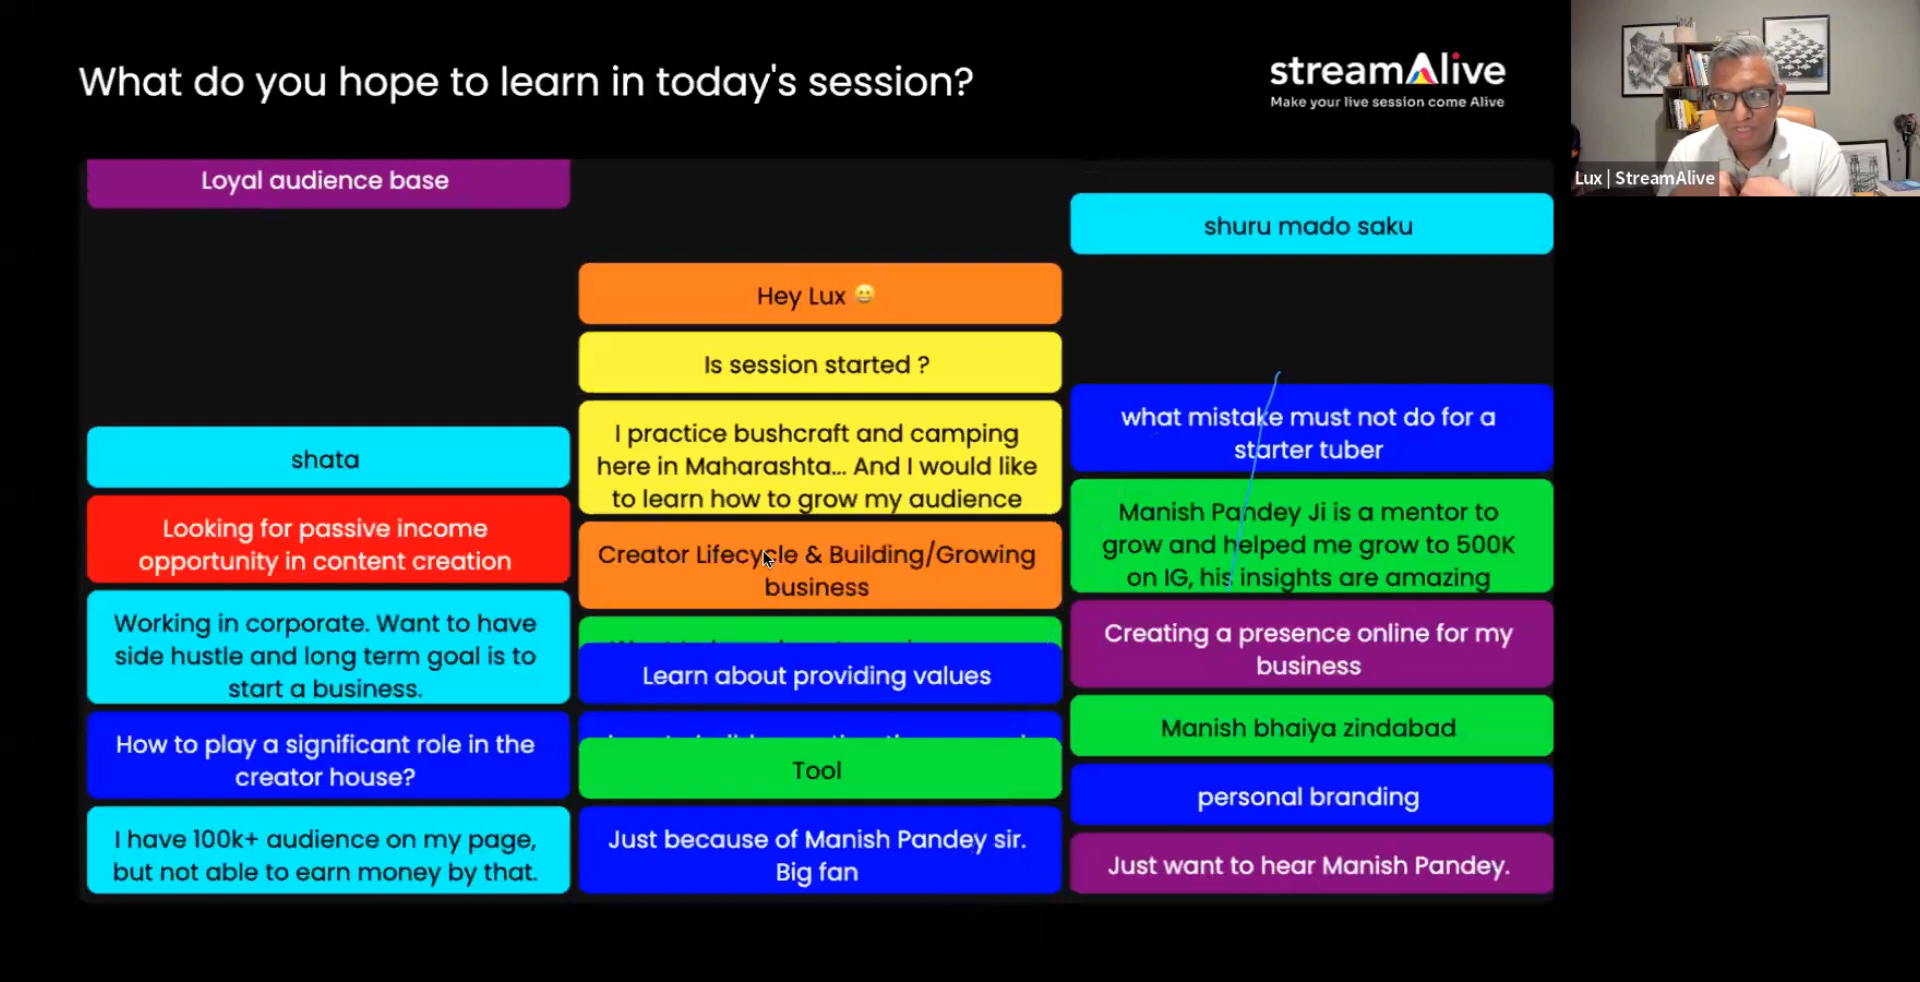 What do you hope to learn in today's session?
streamAlive
Make your live session come Alive
Lux | StreamAlive
Loyal audience base
shata
Looking for passive income
opportunity in content creation
Working in corporate. Want to have
side hustle and long term goal is to
start a business.
How to play a significant role in the
creator house?
I have 100k+ audience on my page,
but not able to earn money by that.
Hey Lux 😀
Is session started ?
I practice bushcraft and camping
here in Maharashta... And I would like
to learn how to grow my audience
Creator Lifecycle & Building/Growing
business
Learn about providing values
Tool
Just because of Manish Pandey sir.
Big fan
shuru mado saku
what mistake must not do for a
starter tuber
Manish Pandey Ji is a mentor to
grow and helped me grow to 500K
on IG, his insights are amazing
Creating a presence online for my
business
Manish bhaiya zindabad
personal branding
Just want to hear Manish Pandey.